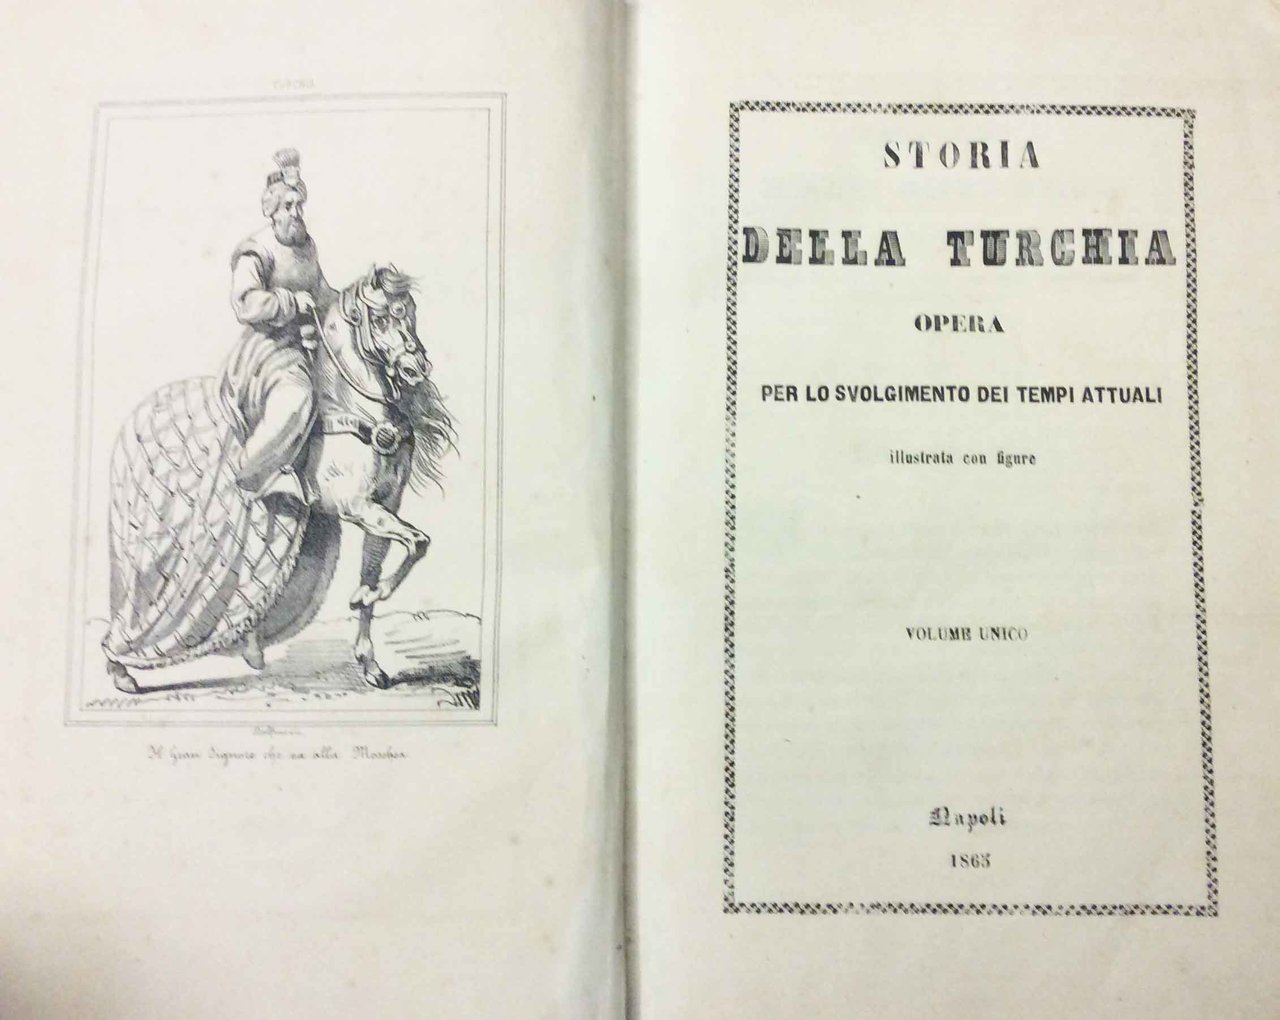 Il Gran Signore che va alla Moschea
STORIA
DELLA TURCHIA
OPERA
PER LO SVOLGIMENTO DEI TEMPI ATTUALI
illustrata con figure
VOLUME UNICO
Napoli
1863